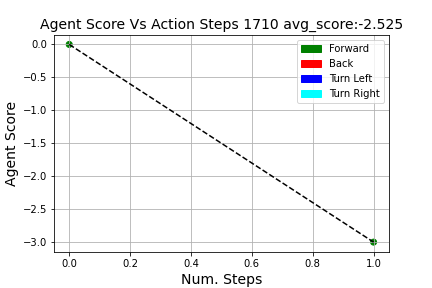 Agent Score Vs Action Steps 1710 avg_score:-2.525
Forward
Back
Turn Left
Turn Right
0.0
−0.5
−1.0
−1.5
−2.0
−2.5
−3.0
Agent Score
0.0 0.2 0.4 0.6 0.8 1.0
Num. Steps